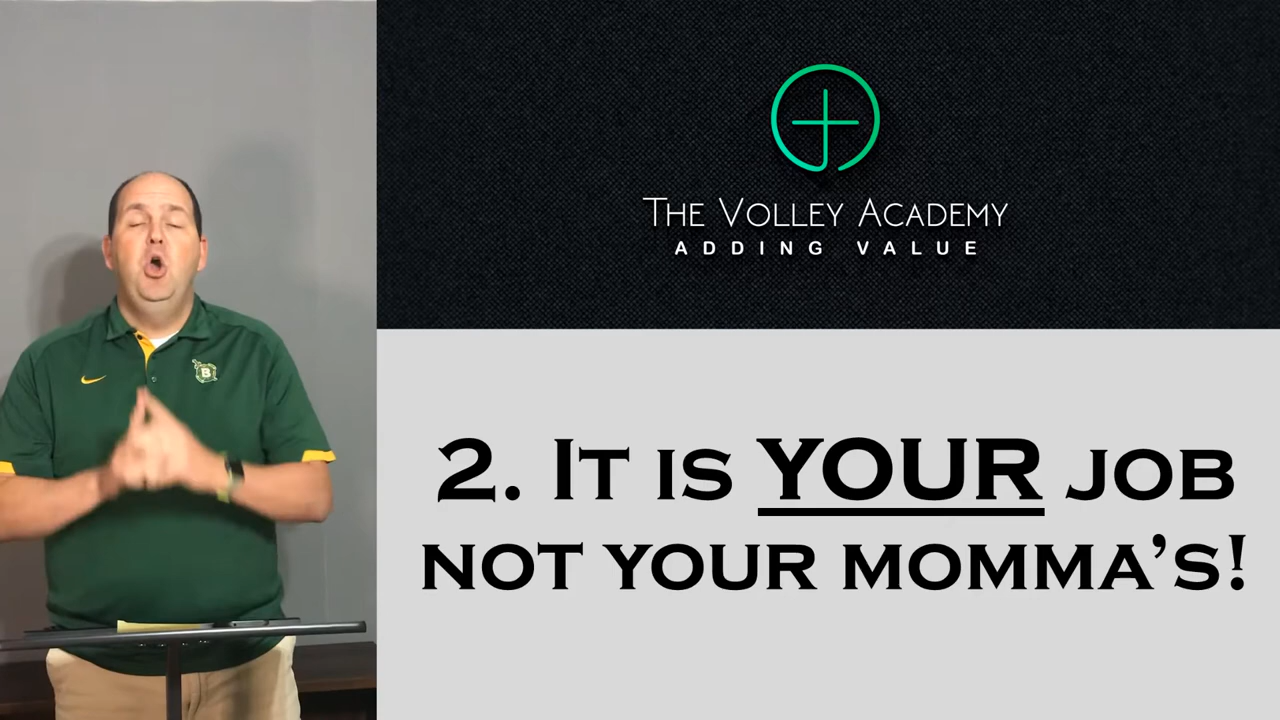 THE VOLLEY ACADEMY
ADDING VALUE
2. IT IS YOUR JOB
NOT YOUR MOMMA'S!
B